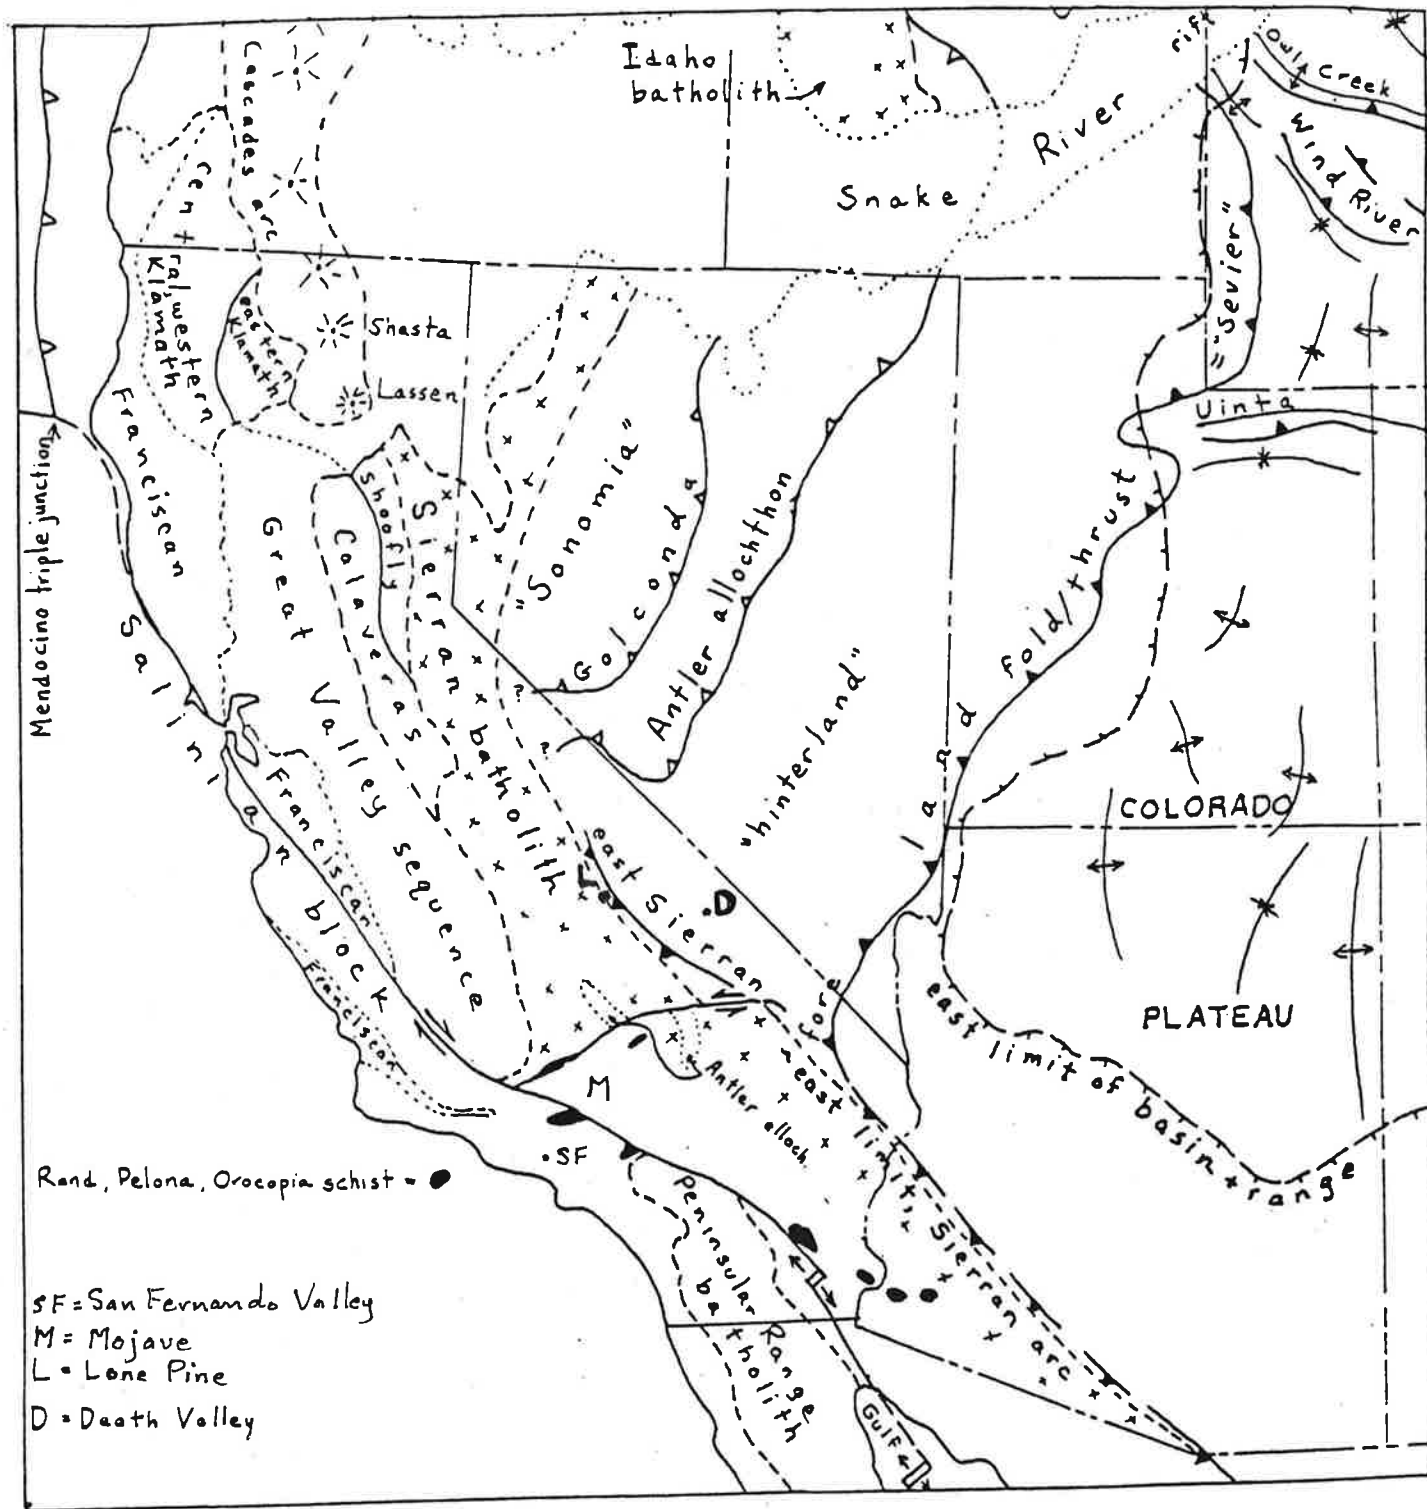 Idaho
batholith
rift
Owl Creek
Cascades arc
River
Wind River
Snake
Central, western
Klamath
eastern
Klamath
Shasta
Lassen
"Sevier"
Uinta
Mendocino triple junction
Franciscan
Great Valley sequence
Calaveras
Shoofly
Sierran batholith
"Sonomia"
Golconda
Antler allochthon
"hinterland"
foreland fold/thrust
Salinian block
Franciscan
Franciscan
?
?
east Sierran
L
D
COLORADO
PLATEAU
east limit of basin + range
M
Antler alloch.
east limit, Sierran arc
SF
Rand, Pelona, Orocopia schist =
Peninsular Range
batholith
Gulf
SF = San Fernando Valley
M = Mojave
L = Lone Pine
D = Death Valley